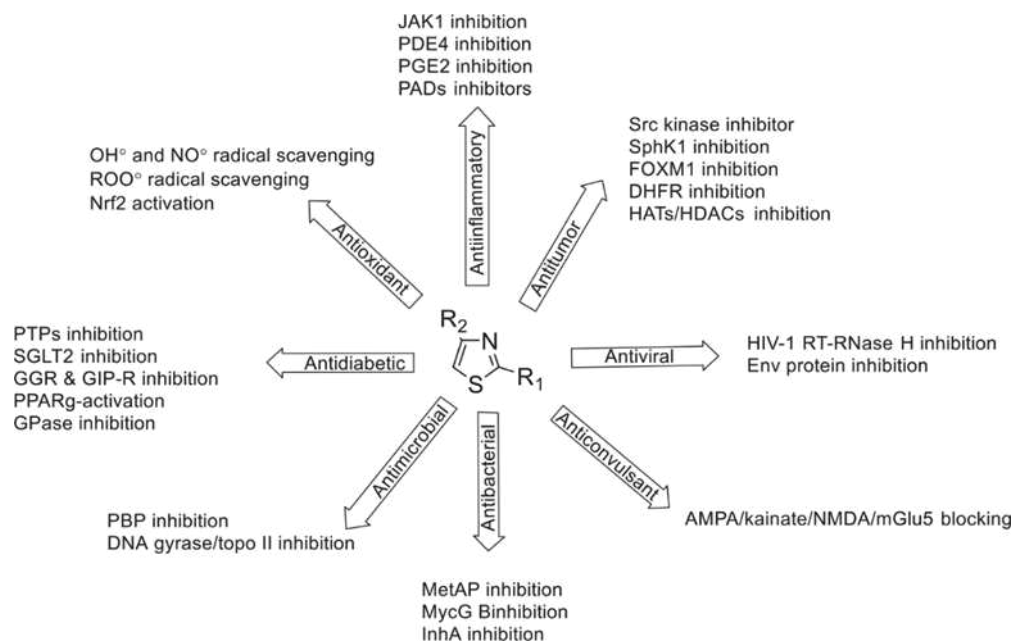 JAK1 inhibition
PDE4 inhibition
PGE2 inhibition
PADs inhibitors
Antiinflammatory
Src kinase inhibitor
SphK1 inhibition
FOXM1 inhibition
DHFR inhibition
HATs/HDACs inhibition
Antitumor
OH° and NO° radical scavenging
ROO° radical scavenging
Nrf2 activation
Antioxidant
R2
N
S
R1
PTPs inhibition
SGLT2 inhibition
GGR & GIP-R inhibition
PPARg-activation
GPase inhibition
Antidiabetic
Antiviral
HIV-1 RT-RNase H inhibition
Env protein inhibition
Antimicrobial
PBP inhibition
DNA gyrase/topo II inhibition
Antibacterial
MetAP inhibition
MycG Binhibition
InhA inhibition
Anticonvulsant
AMPA/kainate/NMDA/mGlu5 blocking